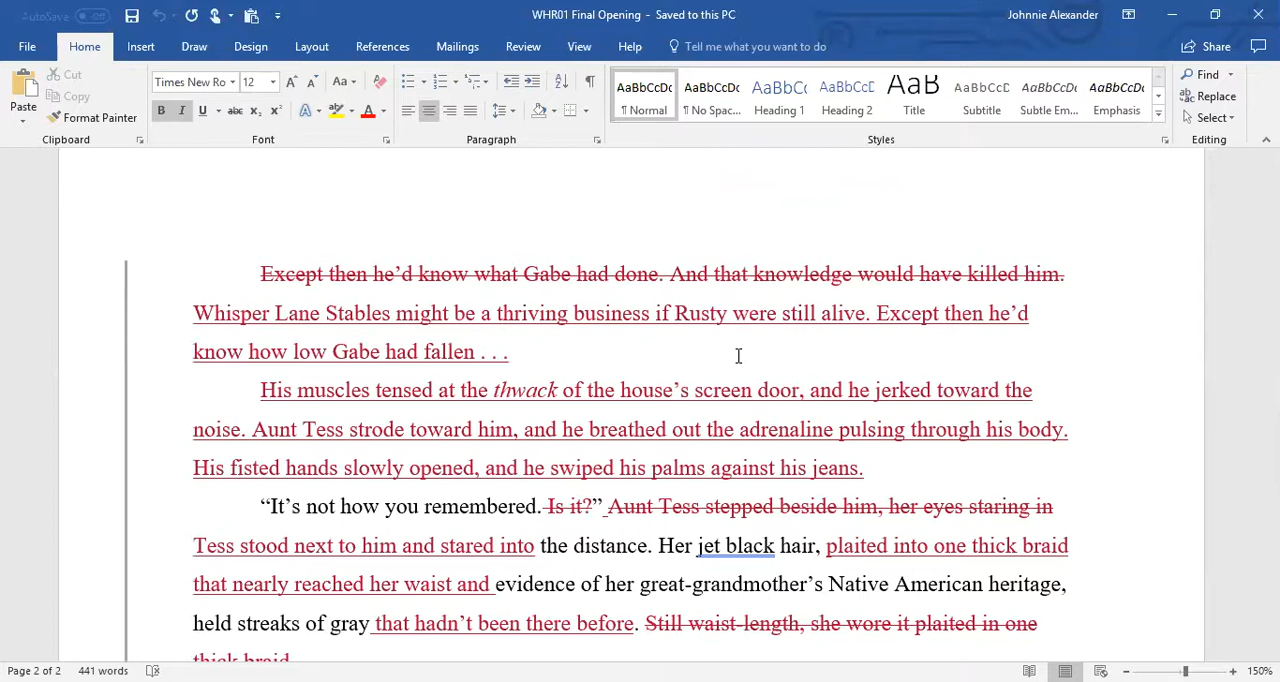 AutoSave Off WHR01 Final Opening - Saved to this PC Johnnie Alexander
File Home Insert Draw Design Layout References Mailings Review View Help Tell me what you want to do Share
Paste Cut Copy Format Painter
Times New Ro 12 Aa
B I U abc x₂ x² A A
AaBbCcDc AaBbCcDc AaBbCc AaBbCcD AaB AaBbCcD AaBbCcDc AaBbCcDc
¶ Normal ¶ No Spac... Heading 1 Heading 2 Title Subtitle Subtle Em... Emphasis
Find Replace Select
Clipboard Font Paragraph Styles Editing
Except then he’d know what Gabe had done. And that knowledge would have killed him.
Whisper Lane Stables might be a thriving business if Rusty were still alive. Except then he’d
know how low Gabe had fallen . . .
His muscles tensed at the thwack of the house’s screen door, and he jerked toward the
noise. Aunt Tess strode toward him, and he breathed out the adrenaline pulsing through his body.
His fisted hands slowly opened, and he swiped his palms against his jeans.
“It’s not how you remembered. Is it?” Aunt Tess stepped beside him, her eyes staring in
Tess stood next to him and stared into the distance. Her jet black hair, plaited into one thick braid
that nearly reached her waist and evidence of her great-grandmother’s Native American heritage,
held streaks of gray that hadn’t been there before. Still waist-length, she wore it plaited in one
thick braid.
Page 2 of 2 441 words 150%